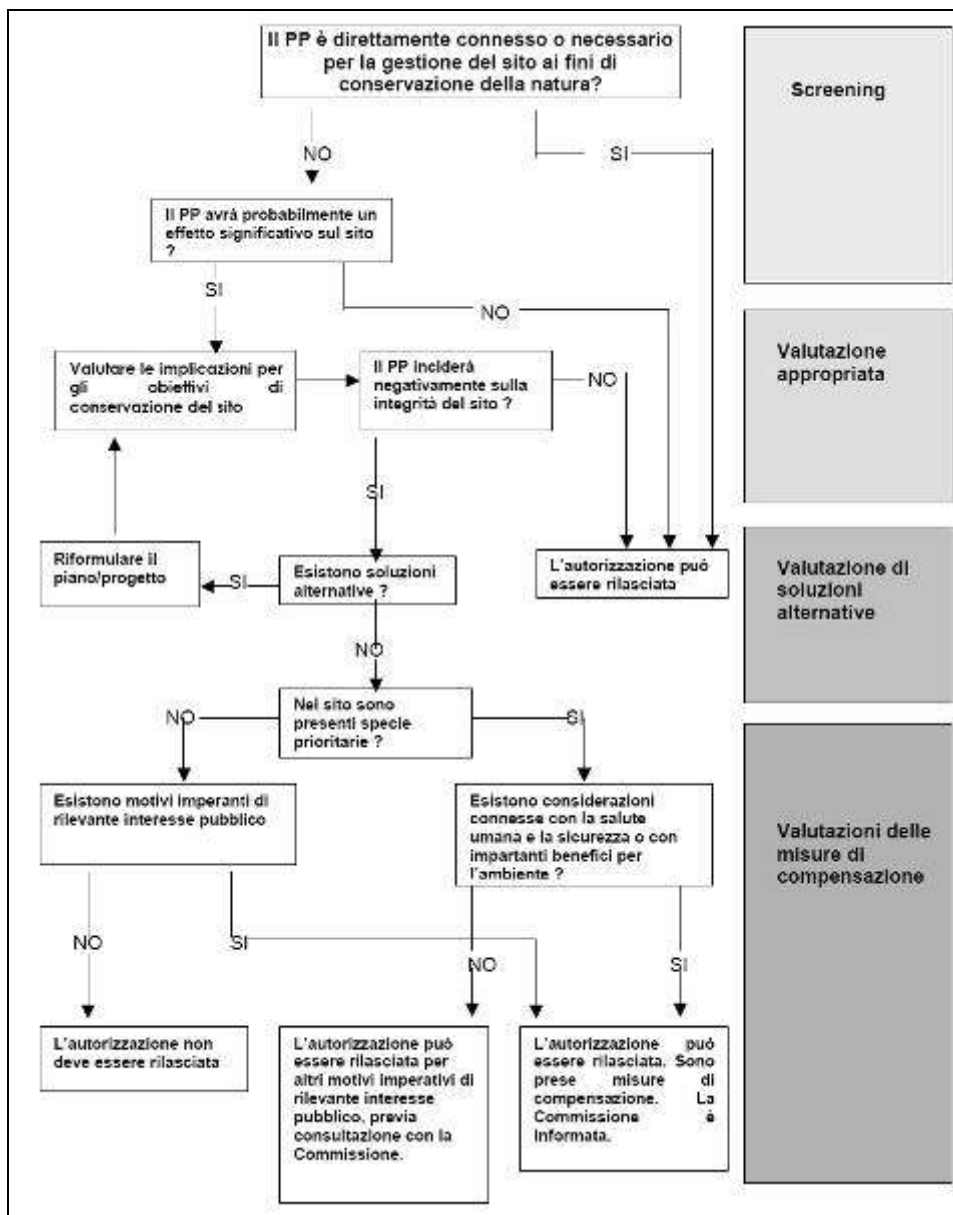 Il PP è direttamente connesso o necessario
per la gestione del sito ai fini di
conservazione della natura?
Screening
NO
SI
Il PP avrà probabilmente un
effetto significativo sul sito
?
SI
NO
Valutazione
appropriata
Valutare le implicazioni per
gli obiettivi di
conservazione del sito
Il PP inciderà
negativamente sulla
integrità del sito ?
NO
SI
Riformulare il
piano/progetto
SI
Esistono soluzioni
alternative ?
L'autorizzazione può
essere rilasciata
Valutazione di
soluzioni
alternative
NO
Nel sito sono
presenti specie
prioritarie ?
NO
SI
Esistono motivi imperanti di
rilevante interesse pubblico
Esistono considerazioni
connesse con la salute
umana e la sicurezza o con
impartanti benefici per
l'ambiente ?
Valutazioni delle
misure di
compensazione
NO
SI
NO
SI
L'autorizzazione non
deve essere rilasciata
L'autorizzazione può
essere rilasciata per
altri motivi imperativi di
rilevante interesse
pubblico, previa
consultazione con la
Commissione.
L'autorizzazione può
essere rilasciata. Sono
prese misure di
compensazione. La
Commissione è
informata.